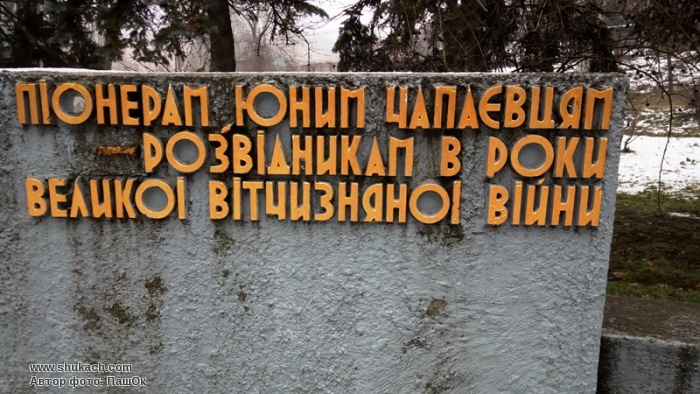 ПІОНЕРАМ ЮНИМ ЧАПАЄВЦЯМ
— РОЗВІДНИКАМ В РОКИ
ВЕЛИКОЇ ВІТЧИЗНЯНОЇ ВІЙНИ
www.shukach.com
Автор фото: ПашОк